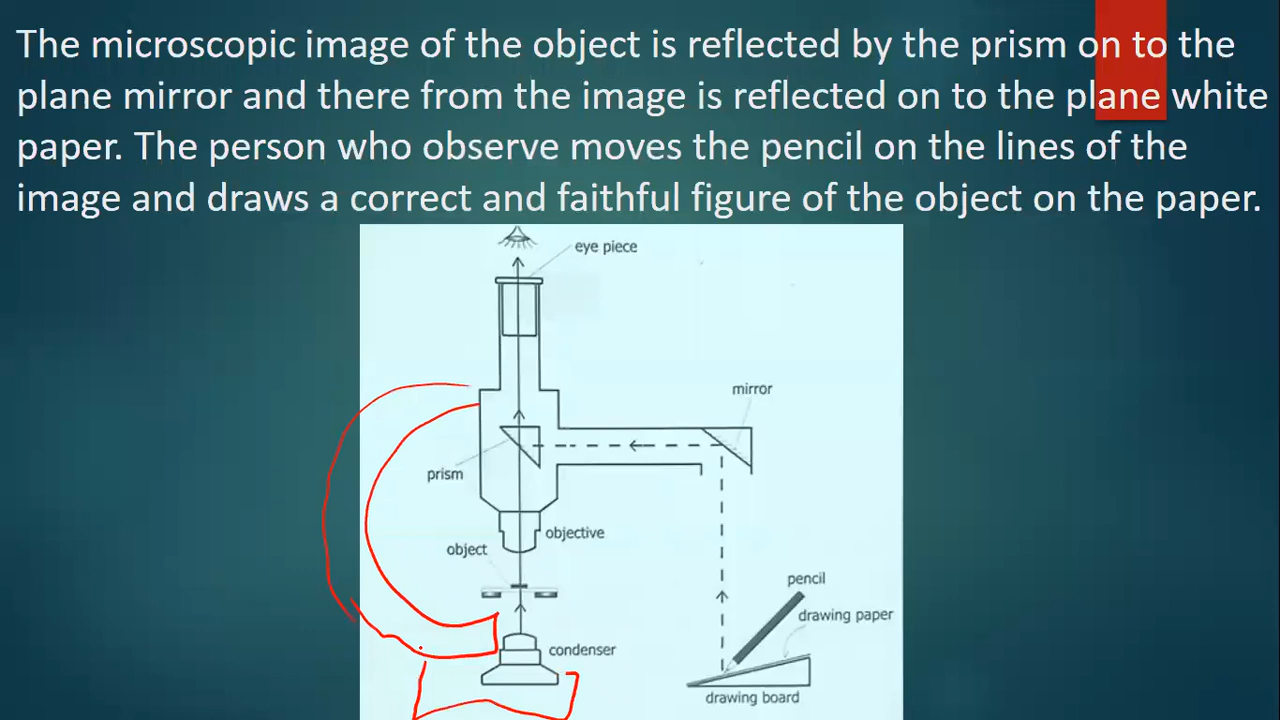 The microscopic image of the object is reflected by the prism on to the
plane mirror and there from the image is reflected on to the plane white
paper. The person who observe moves the pencil on the lines of the
image and draws a correct and faithful figure of the object on the paper.
eye piece
mirror
prism
objective
object
pencil
drawing paper
condenser
drawing board